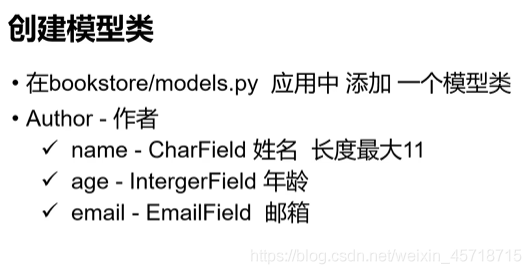 创建模型类
• 在bookstore/models.py 应用中 添加 一个模型类
• Author - 作者
✓ name - CharField 姓名 长度最大11
✓ age - IntergerField 年龄
✓ email - EmailField 邮箱
https://blog.csdn.net/weixin_45718715